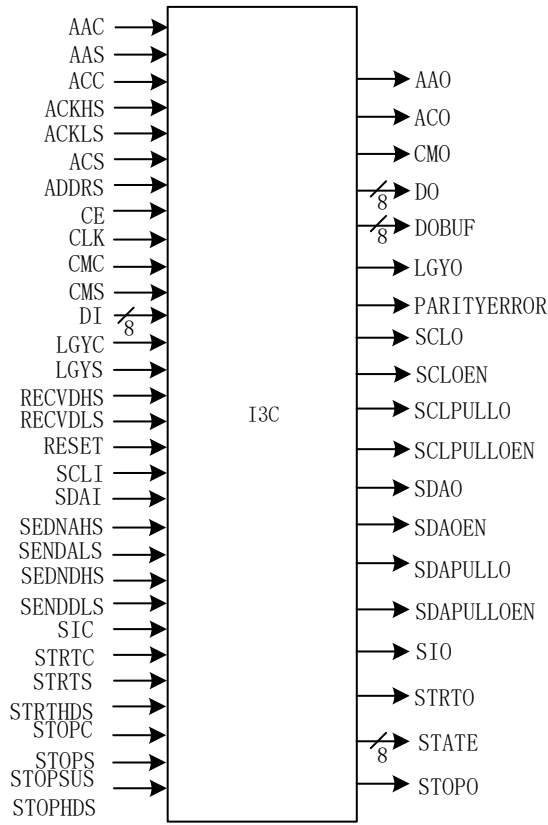 AAC
AAS
ACC
ACKHS
ACKLS
ACS
ADDRS
CE
CLK
CMC
CMS
DI
8
LGYC
LGYS
RECVDHS
RECVDLS
RESET
SCLI
SDAI
SEDNAHS
SENDALS
SEDNDHS
SENDDLS
SIC
STRTC
STRTS
STRTHDS
STOPC
STOPS
STOPSUS
STOPHDS
I3C
AAO
ACO
CMO
DO
8
DOBUF
8
LGYO
PARITYERROR
SCLO
SCLOEN
SCLPULLO
SCLPULLOEN
SDAO
SDAOEN
SDAPULLO
SDAPULLOEN
SIO
STRTO
STATE
8
STOPO